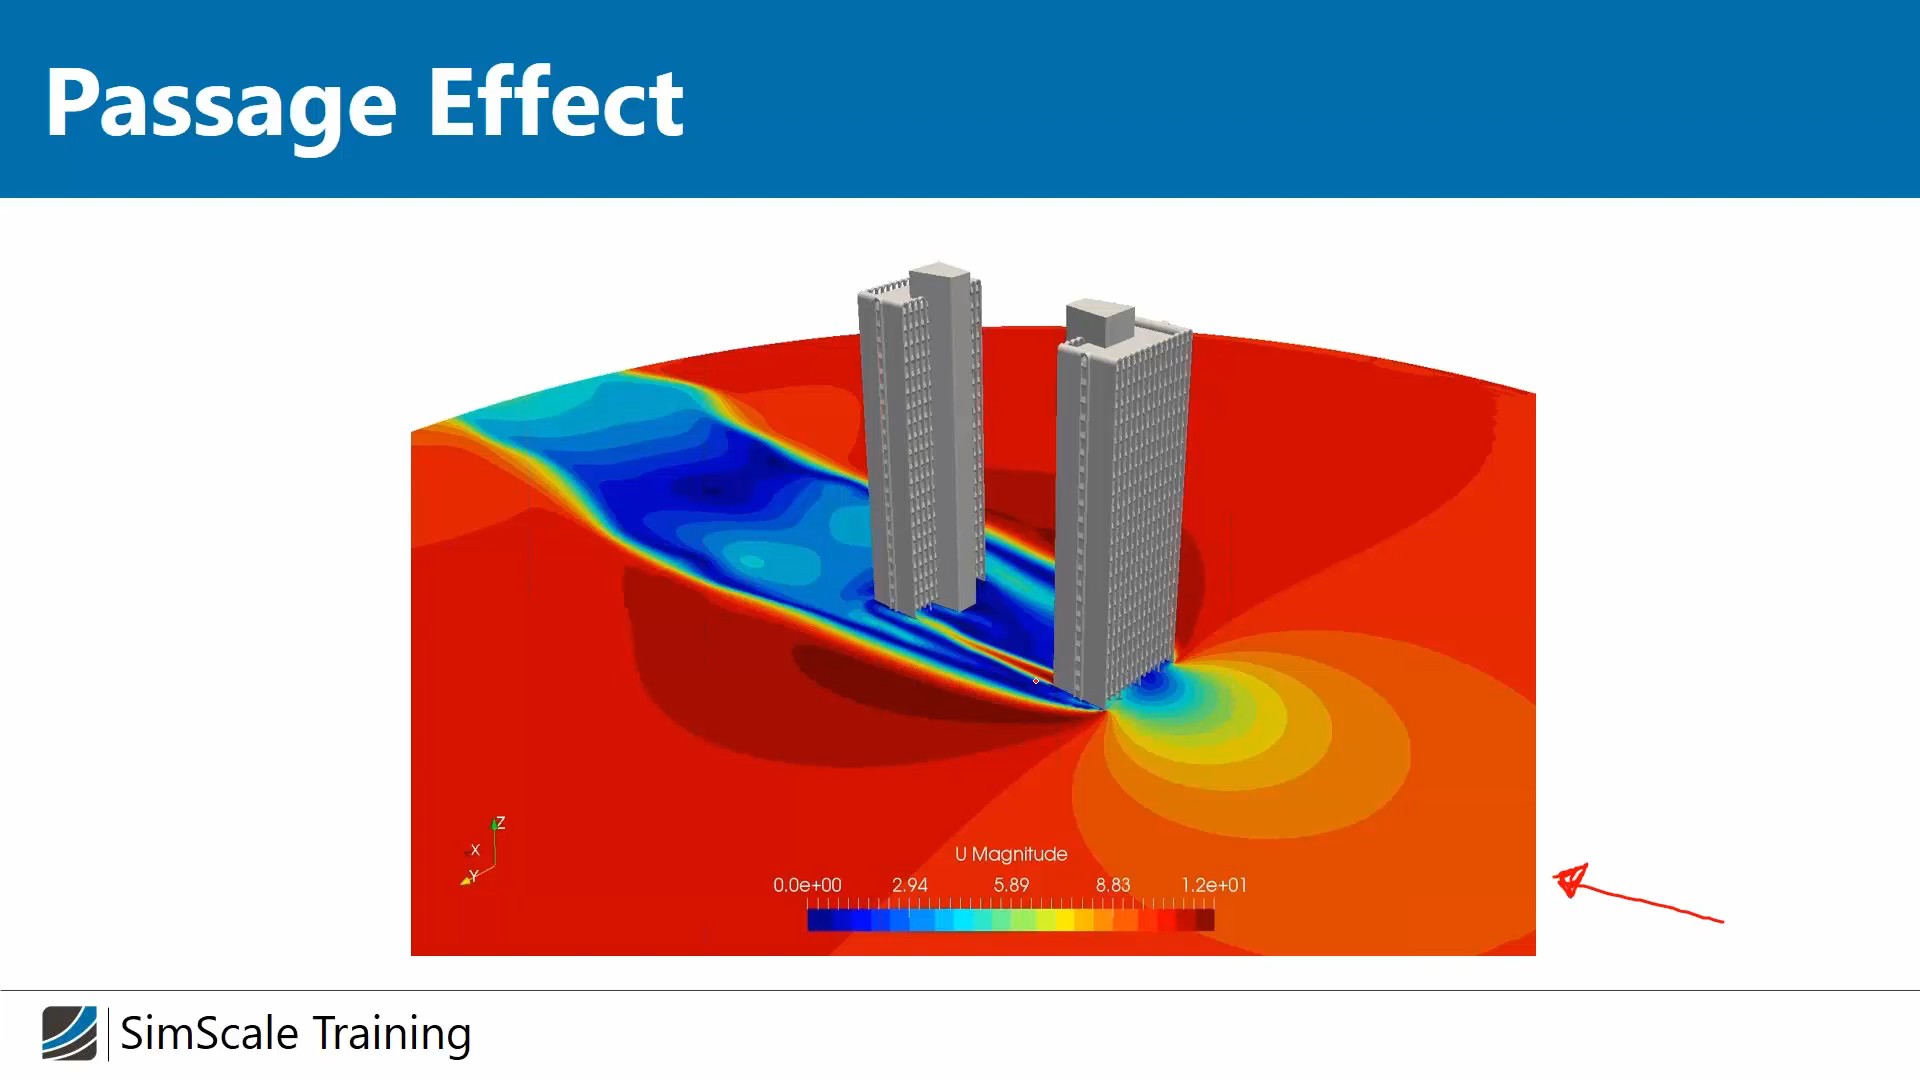 Passage Effect
Z
X
Y
U Magnitude
0.0e+00 2.94 5.89 8.83 1.2e+01
SimScale Training